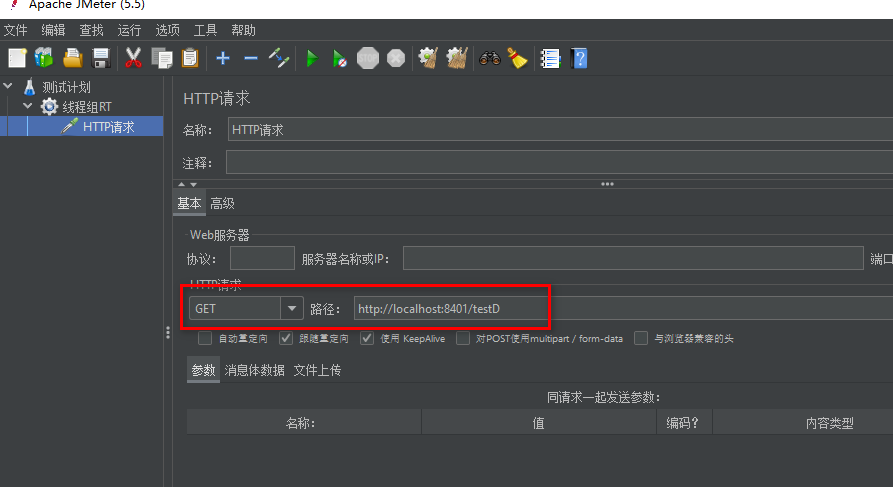 Apache JMeter (5.5)
文件 编辑 查找 运行 选项 工具 帮助
STOP
测试计划
线程组RT
HTTP请求
HTTP请求
名称： HTTP请求
注释：
基本 高级
Web服务器
协议： 服务器名称或IP： 端口
HTTP请求
GET 路径： http://localhost:8401/testD
自动重定向 跟随重定向 使用 KeepAlive 对POST使用multipart / form-data 与浏览器兼容的头
参数 消息体数据 文件上传
同请求一起发送参数：
名称： 值 编码？ 内容类型